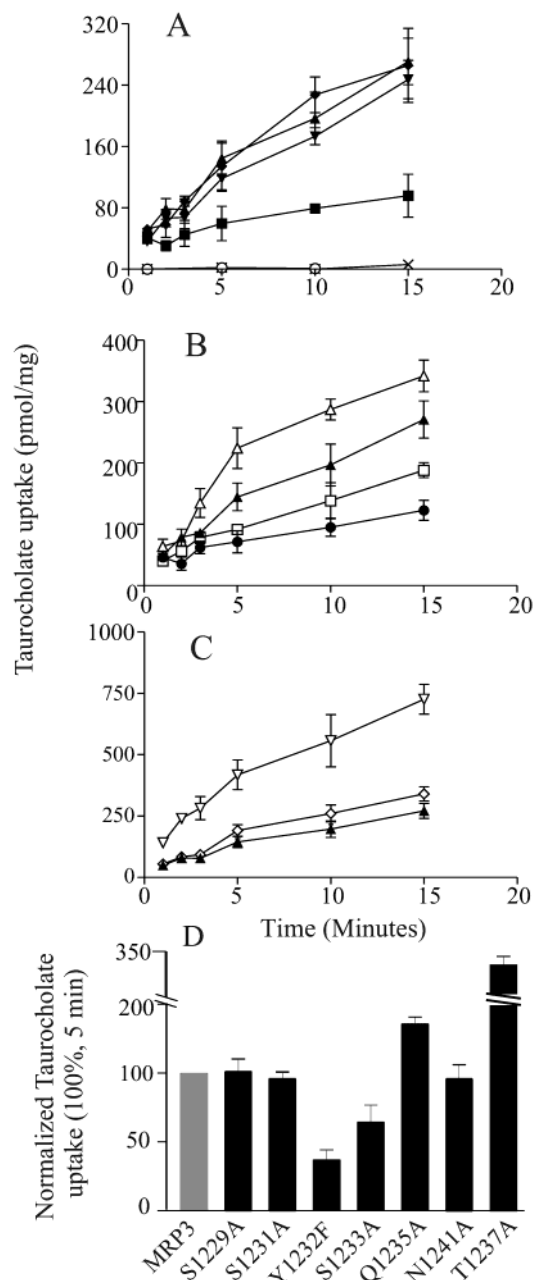 A
320
240
160
80
0
0 5 10 15 20
B
400
300
200
100
0
0 5 10 15 20
C
1000
750
500
250
0
0 5 10 15 20
Taurocholate uptake (pmol/mg)
Time (Minutes)
D
350
200
100
50
0
Normalized Taurocholate
uptake (100%, 5 min)
MRP3
S1229A
S1231A
Y1232F
S1233A
Q1235A
N1241A
T1237A